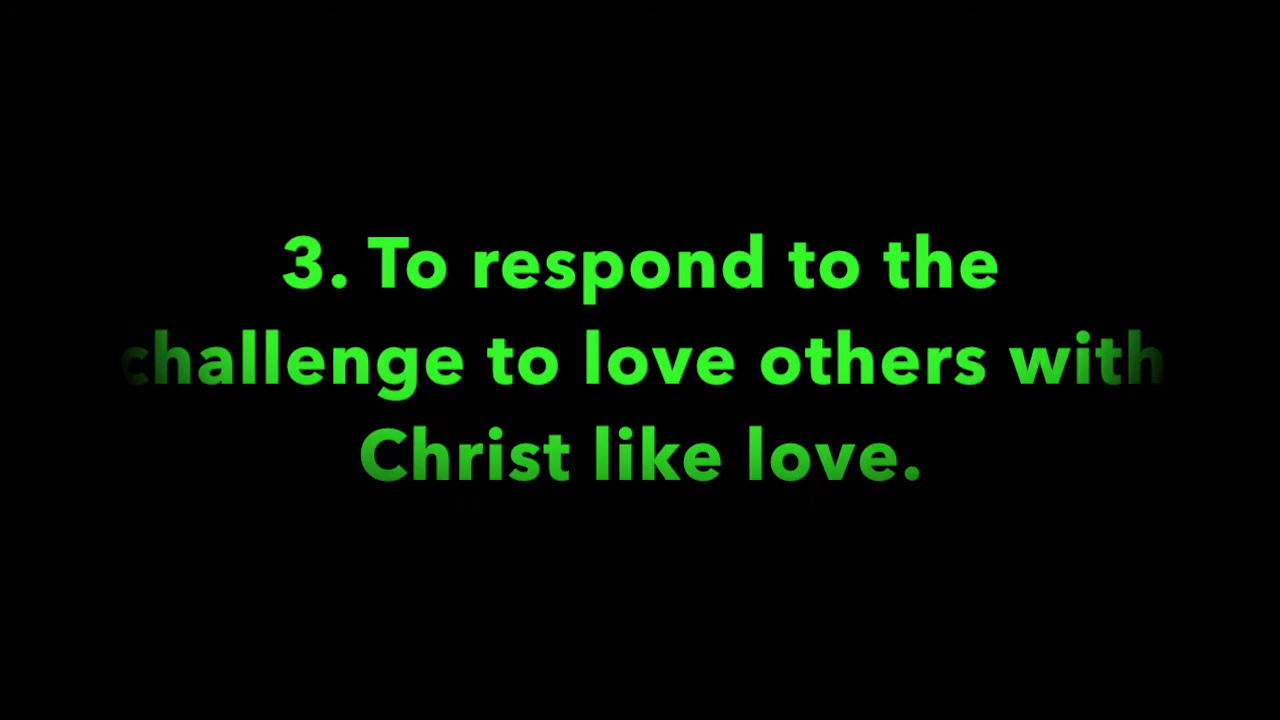 3. To respond to the
challenge to love others with
Christ like love.